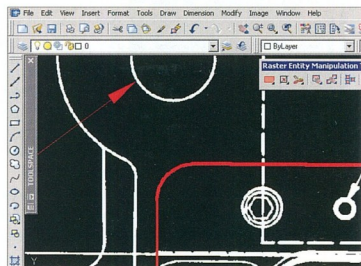 File Edit View Insert Format Tools Draw Dimension Modify Image Window Help
0
ByLayer
Raster Entity Manipulation
TOOLSPACE
Y